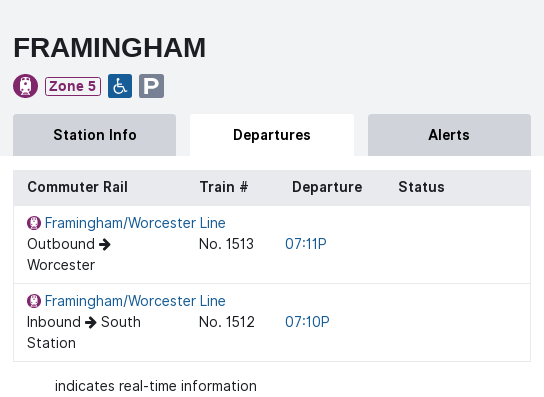 FRAMINGHAM
Zone 5
P
Station Info
Departures
Alerts
Commuter Rail Train # Departure Status
Framingham/Worcester Line
Outbound → No. 1513 07:11P
Worcester
Framingham/Worcester Line
Inbound → South No. 1512 07:10P
Station
indicates real-time information